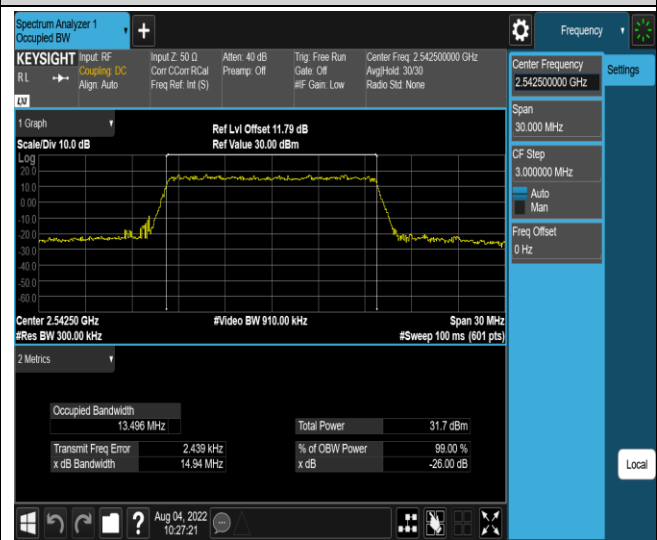 Spectrum Analyzer 1
Occupied BW
+
Frequency
KEYSIGHT
Input: RF
Coupling: DC
Align: Auto
Input Z: 50 Ω
Corr CCorr RCal
Freq Ref: Int (S)
Atten: 40 dB
Preamp: Off
Trig: Free Run
Gate: Off
#IF Gain: Low
Center Freq: 2.542500000 GHz
Avg|Hold: 30/30
Radio Std: None
RL
LXI
Center Frequency
2.542500000 GHz
Settings
Span
30.000 MHz
CF Step
3.000000 MHz
Auto
Man
Freq Offset
0 Hz
1 Graph
Ref Lvl Offset 11.79 dB
Scale/Div 10.0 dB
Ref Value 30.00 dBm
Log
20.0
10.0
0.00
-10.0
-20.0
-30.0
-40.0
-50.0
-60.0
Center 2.54250 GHz
#Video BW 910.00 kHz
Span 30 MHz
#Res BW 300.00 kHz
#Sweep 100 ms (601 pts)
2 Metrics
Occupied Bandwidth
13.496 MHz
Total Power 31.7 dBm
Transmit Freq Error 2.439 kHz
% of OBW Power 99.00 %
x dB Bandwidth 14.94 MHz
x dB -26.00 dB
Local
?
Aug 04, 2022
10:27:21